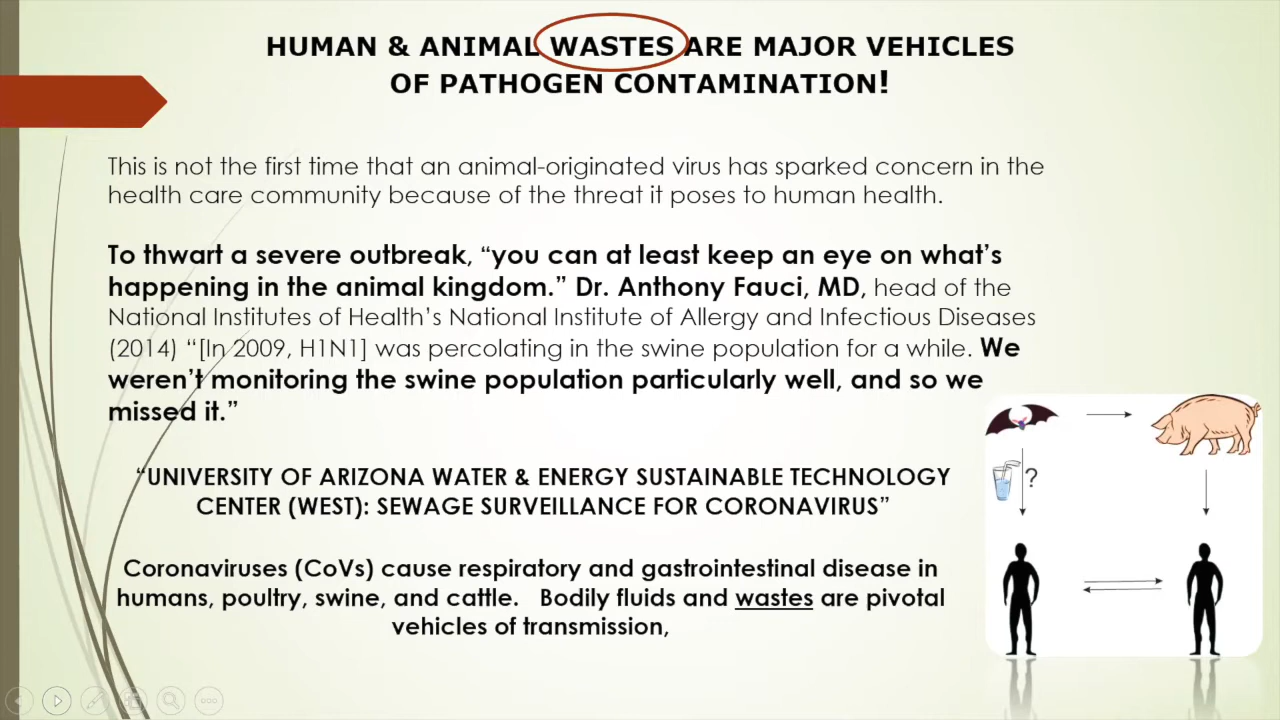 HUMAN & ANIMAL WASTES ARE MAJOR VEHICLES
OF PATHOGEN CONTAMINATION!
This is not the first time that an animal-originated virus has sparked concern in the
health care community because of the threat it poses to human health.
To thwart a severe outbreak, “you can at least keep an eye on what’s
happening in the animal kingdom.” Dr. Anthony Fauci, MD, head of the
National Institutes of Health’s National Institute of Allergy and Infectious Diseases
(2014) “[In 2009, H1N1] was percolating in the swine population for a while. We
weren’t monitoring the swine population particularly well, and so we
missed it.”
“UNIVERSITY OF ARIZONA WATER & ENERGY SUSTAINABLE TECHNOLOGY
CENTER (WEST): SEWAGE SURVEILLANCE FOR CORONAVIRUS”
Coronaviruses (CoVs) cause respiratory and gastrointestinal disease in
humans, poultry, swine, and cattle. Bodily fluids and wastes are pivotal
vehicles of transmission,
?